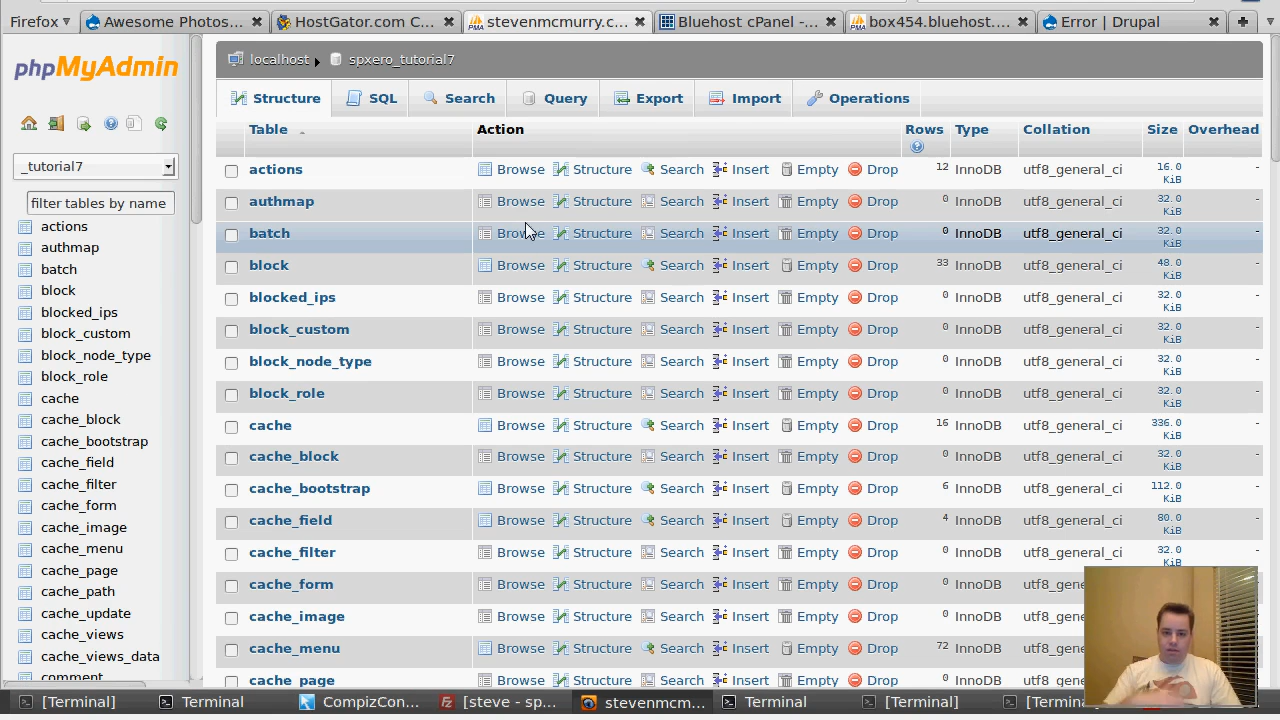 Firefox Awesome Photos... HostGator.com C... stevenmcmurry.c... Bluehost cPanel -... box454.bluehost.... Error | Drupal
phpMyAdmin
localhost spxero_tutorial7
Structure SQL Search Query Export Import Operations
_tutorial7
filter tables by name
actions
authmap
batch
block
blocked_ips
block_custom
block_node_type
block_role
cache
cache_block
cache_bootstrap
cache_field
cache_filter
cache_form
cache_image
cache_menu
cache_page
cache_path
cache_update
cache_views
cache_views_data
comment
Table Action Rows Type Collation Size Overhead
actions Browse Structure Search Insert Empty Drop 12 InnoDB utf8_general_ci 16.0 KiB -
authmap Browse Structure Search Insert Empty Drop 0 InnoDB utf8_general_ci 32.0 KiB -
batch Browse Structure Search Insert Empty Drop 0 InnoDB utf8_general_ci 32.0 KiB -
block Browse Structure Search Insert Empty Drop 33 InnoDB utf8_general_ci 48.0 KiB -
blocked_ips Browse Structure Search Insert Empty Drop 0 InnoDB utf8_general_ci 32.0 KiB -
block_custom Browse Structure Search Insert Empty Drop 0 InnoDB utf8_general_ci 32.0 KiB -
block_node_type Browse Structure Search Insert Empty Drop 0 InnoDB utf8_general_ci 32.0 KiB -
block_role Browse Structure Search Insert Empty Drop 0 InnoDB utf8_general_ci 32.0 KiB -
cache Browse Structure Search Insert Empty Drop 16 InnoDB utf8_general_ci 336.0 KiB -
cache_block Browse Structure Search Insert Empty Drop 0 InnoDB utf8_general_ci 32.0 KiB -
cache_bootstrap Browse Structure Search Insert Empty Drop 6 InnoDB utf8_general_ci 112.0 KiB -
cache_field Browse Structure Search Insert Empty Drop 4 InnoDB utf8_general_ci 80.0 KiB -
cache_filter Browse Structure Search Insert Empty Drop 0 InnoDB utf8_general_ci 32.0 KiB -
cache_form Browse Structure Search Insert Empty Drop 0 InnoDB utf8_gene
cache_image Browse Structure Search Insert Empty Drop 0 InnoDB utf8_gene
cache_menu Browse Structure Search Insert Empty Drop 72 InnoDB utf8_gene
cache_page Browse Structure Search Insert Empty Drop 0 InnoDB utf8_gene
[Terminal] Terminal CompizCon... [steve - sp... stevenmcm... Terminal [Terminal] [Term